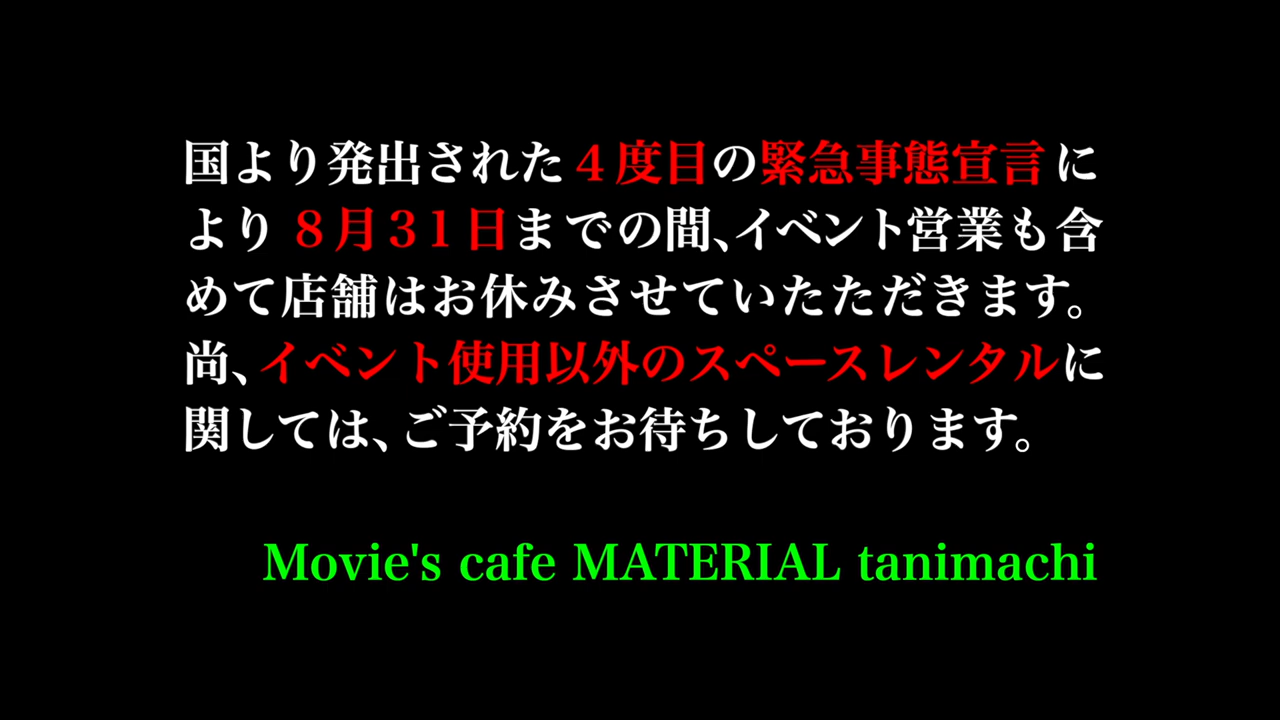 国より発出された４度目の緊急事態宣言に
より８月３１日までの間、イベント営業も含
めて店舗はお休みさせていたただきます。
尚、イベント使用以外のスペースレンタルに
関しては、ご予約をお待ちしております。
Movie's cafe MATERIAL tanimachi